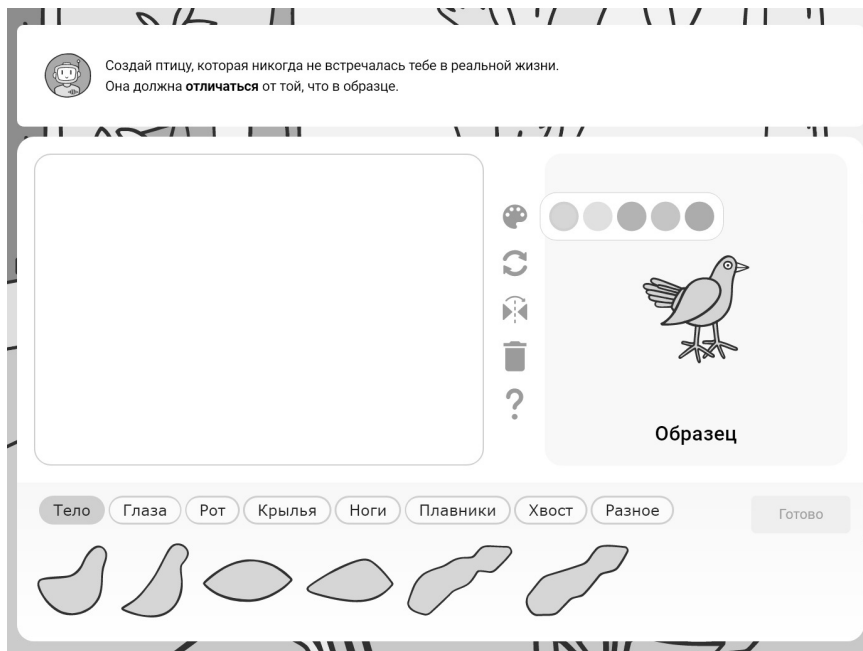 Создай птицу, которая никогда не встречалась тебе в реальной жизни.
Она должна отличаться от той, что в образце.
Образец
Тело Глаза Рот Крылья Ноги Плавники Хвост Разное
Готово